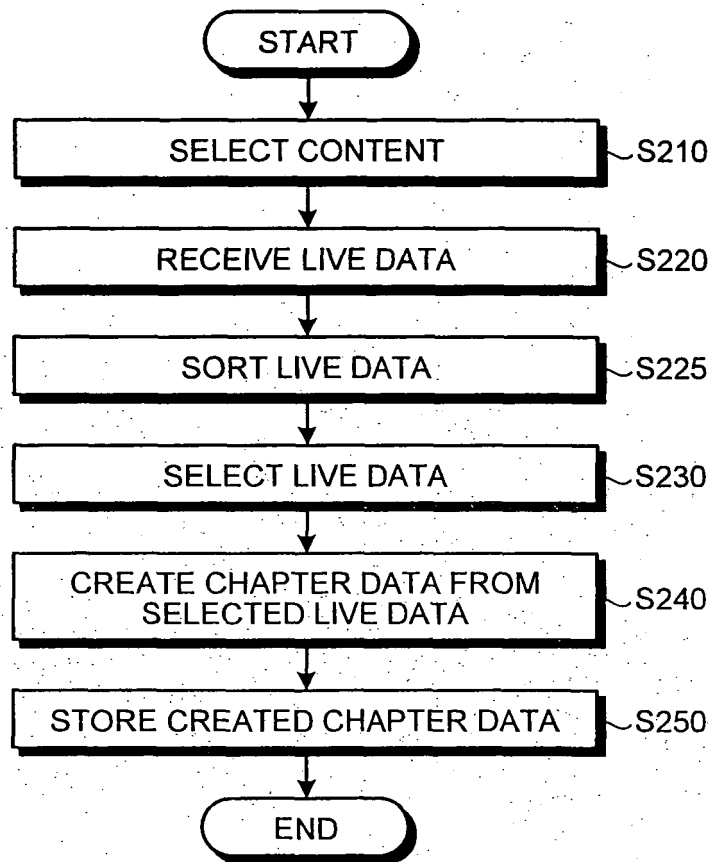 START
SELECT CONTENT
S210
RECEIVE LIVE DATA
S220
SORT LIVE DATA
S225
SELECT LIVE DATA
S230
CREATE CHAPTER DATA FROM
SELECTED LIVE DATA
S240
STORE CREATED CHAPTER DATA
S250
END